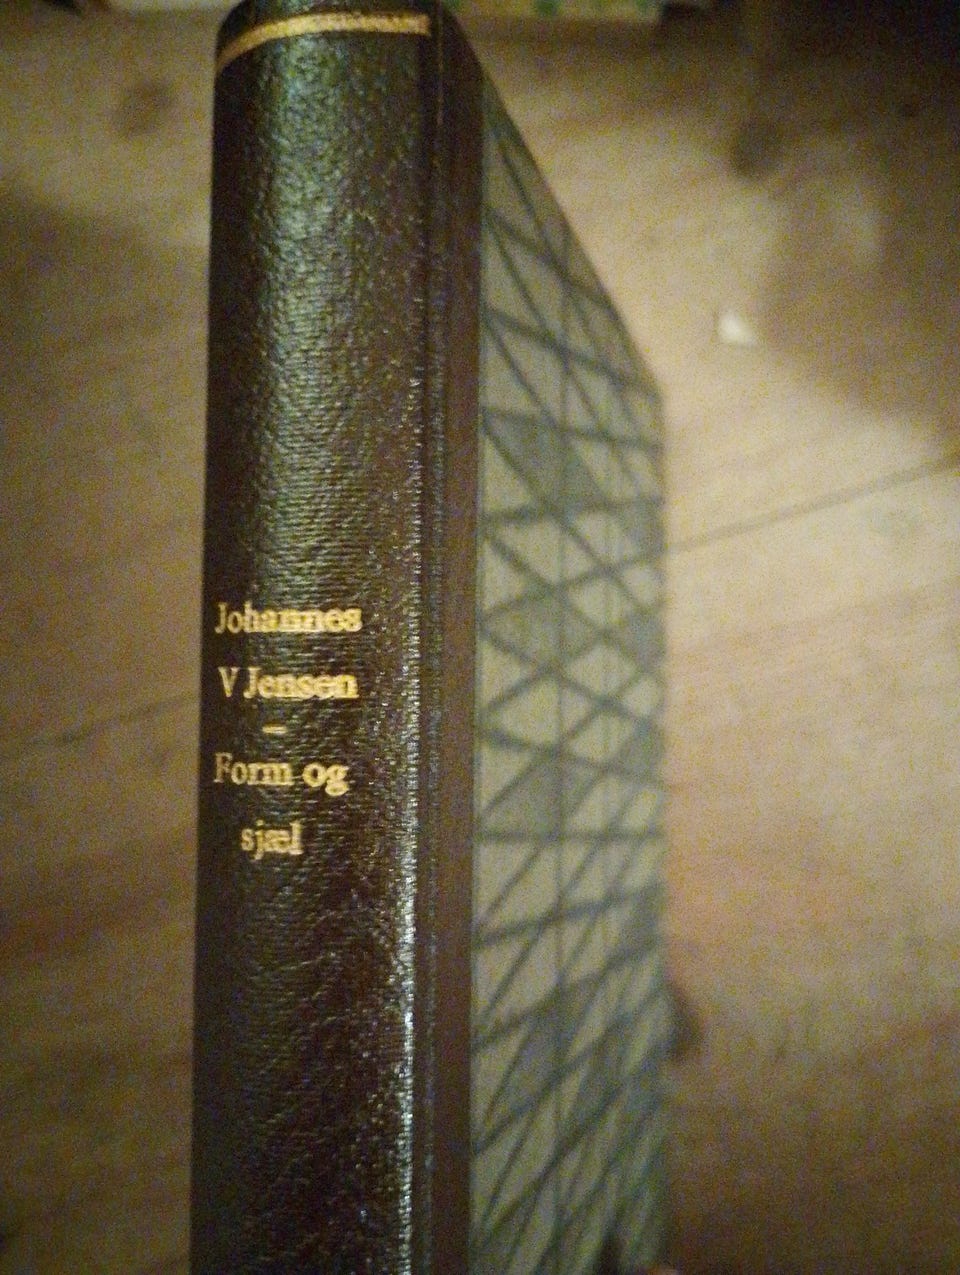 Johannes
V Jensen
–
Form og
sjæl